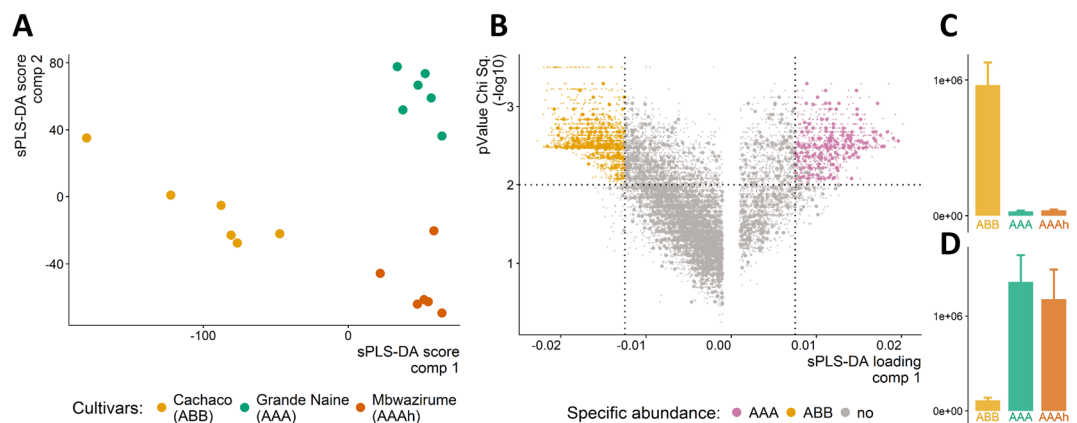 A
sPLS-DA score
comp 2
80
40
0
-40
-100
0
sPLS-DA score
comp 1
Cultivars:
Cachaco
(ABB)
Grande Naine
(AAA)
Mbwazirume
(AAAh)
B
pValue Chi Sq.
(-log10)
3
2
1
-0.02
-0.01
0.00
0.01
0.02
sPLS-DA loading
comp 1
Specific abundance:
AAA
ABB
no
C
1e+06
0e+00
ABB
AAA
AAAh
D
1e+06
0e+00
ABB
AAA
AAAh